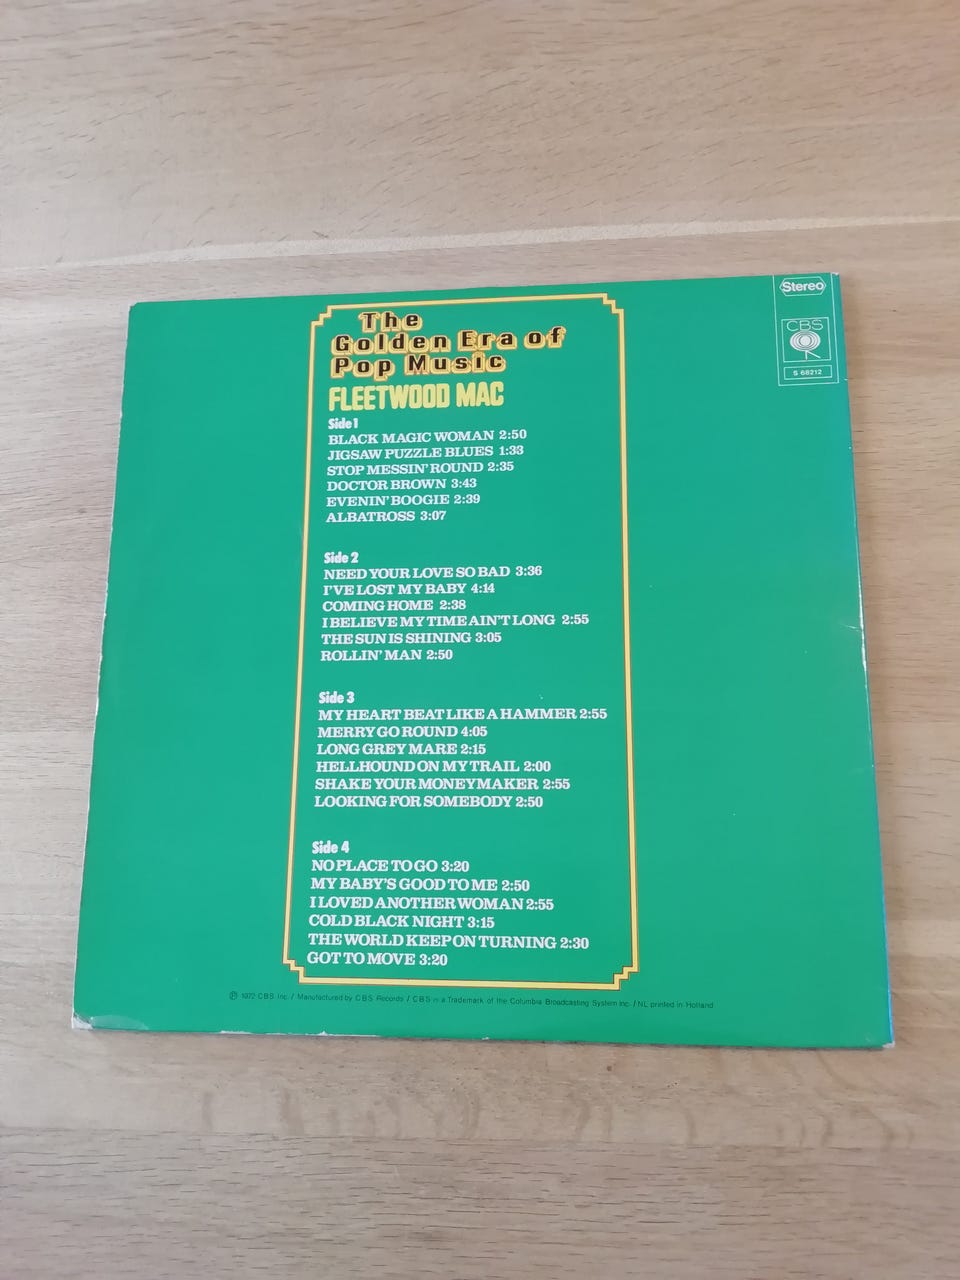 Stereo
CBS
S 68212
The
Golden Era of
Pop Music
FLEETWOOD MAC
Side 1
BLACK MAGIC WOMAN 2:50
JIGSAW PUZZLE BLUES 1:33
STOP MESSIN' ROUND 2:35
DOCTOR BROWN 3:43
EVENIN' BOOGIE 2:39
ALBATROSS 3:07
Side 2
NEED YOUR LOVE SO BAD 3:36
I'VE LOST MY BABY 4:14
COMING HOME 2:38
I BELIEVE MY TIME AIN'T LONG 2:55
THE SUN IS SHINING 3:05
ROLLIN' MAN 2:50
Side 3
MY HEART BEAT LIKE A HAMMER 2:55
MERRY GO ROUND 4:05
LONG GREY MARE 2:15
HELLHOUND ON MY TRAIL 2:00
SHAKE YOUR MONEYMAKER 2:55
LOOKING FOR SOMEBODY 2:50
Side 4
NO PLACE TO GO 3:20
MY BABY'S GOOD TO ME 2:50
I LOVED ANOTHER WOMAN 2:55
COLD BLACK NIGHT 3:15
THE WORLD KEEP ON TURNING 2:30
GOT TO MOVE 3:20
℗ 1972 CBS Inc. / Manufactured by CBS Records / CBS is a Trademark of the Columbia Broadcasting System Inc. / NL printed in Holland